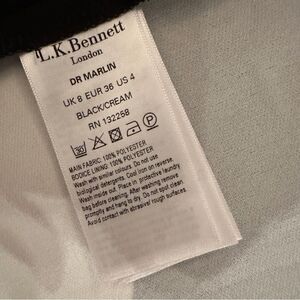 L.K.Bennett
London
DR MARLIN
UK 8 EUR 36 US 4
BLACK/CREAM
RN 132258
MAIN FABRIC 100% POLYESTER
BODY LINING 100% POLYESTER
Wash with similar colours. Do not use
biological detergents. Cool iron on reverse.
Wash inside out. Place in protective laundry
bag before cleaning. After washing remove
promptly and hang to dry. Do not spot clean.
Avoid contact with abrasive/ rough surfaces.